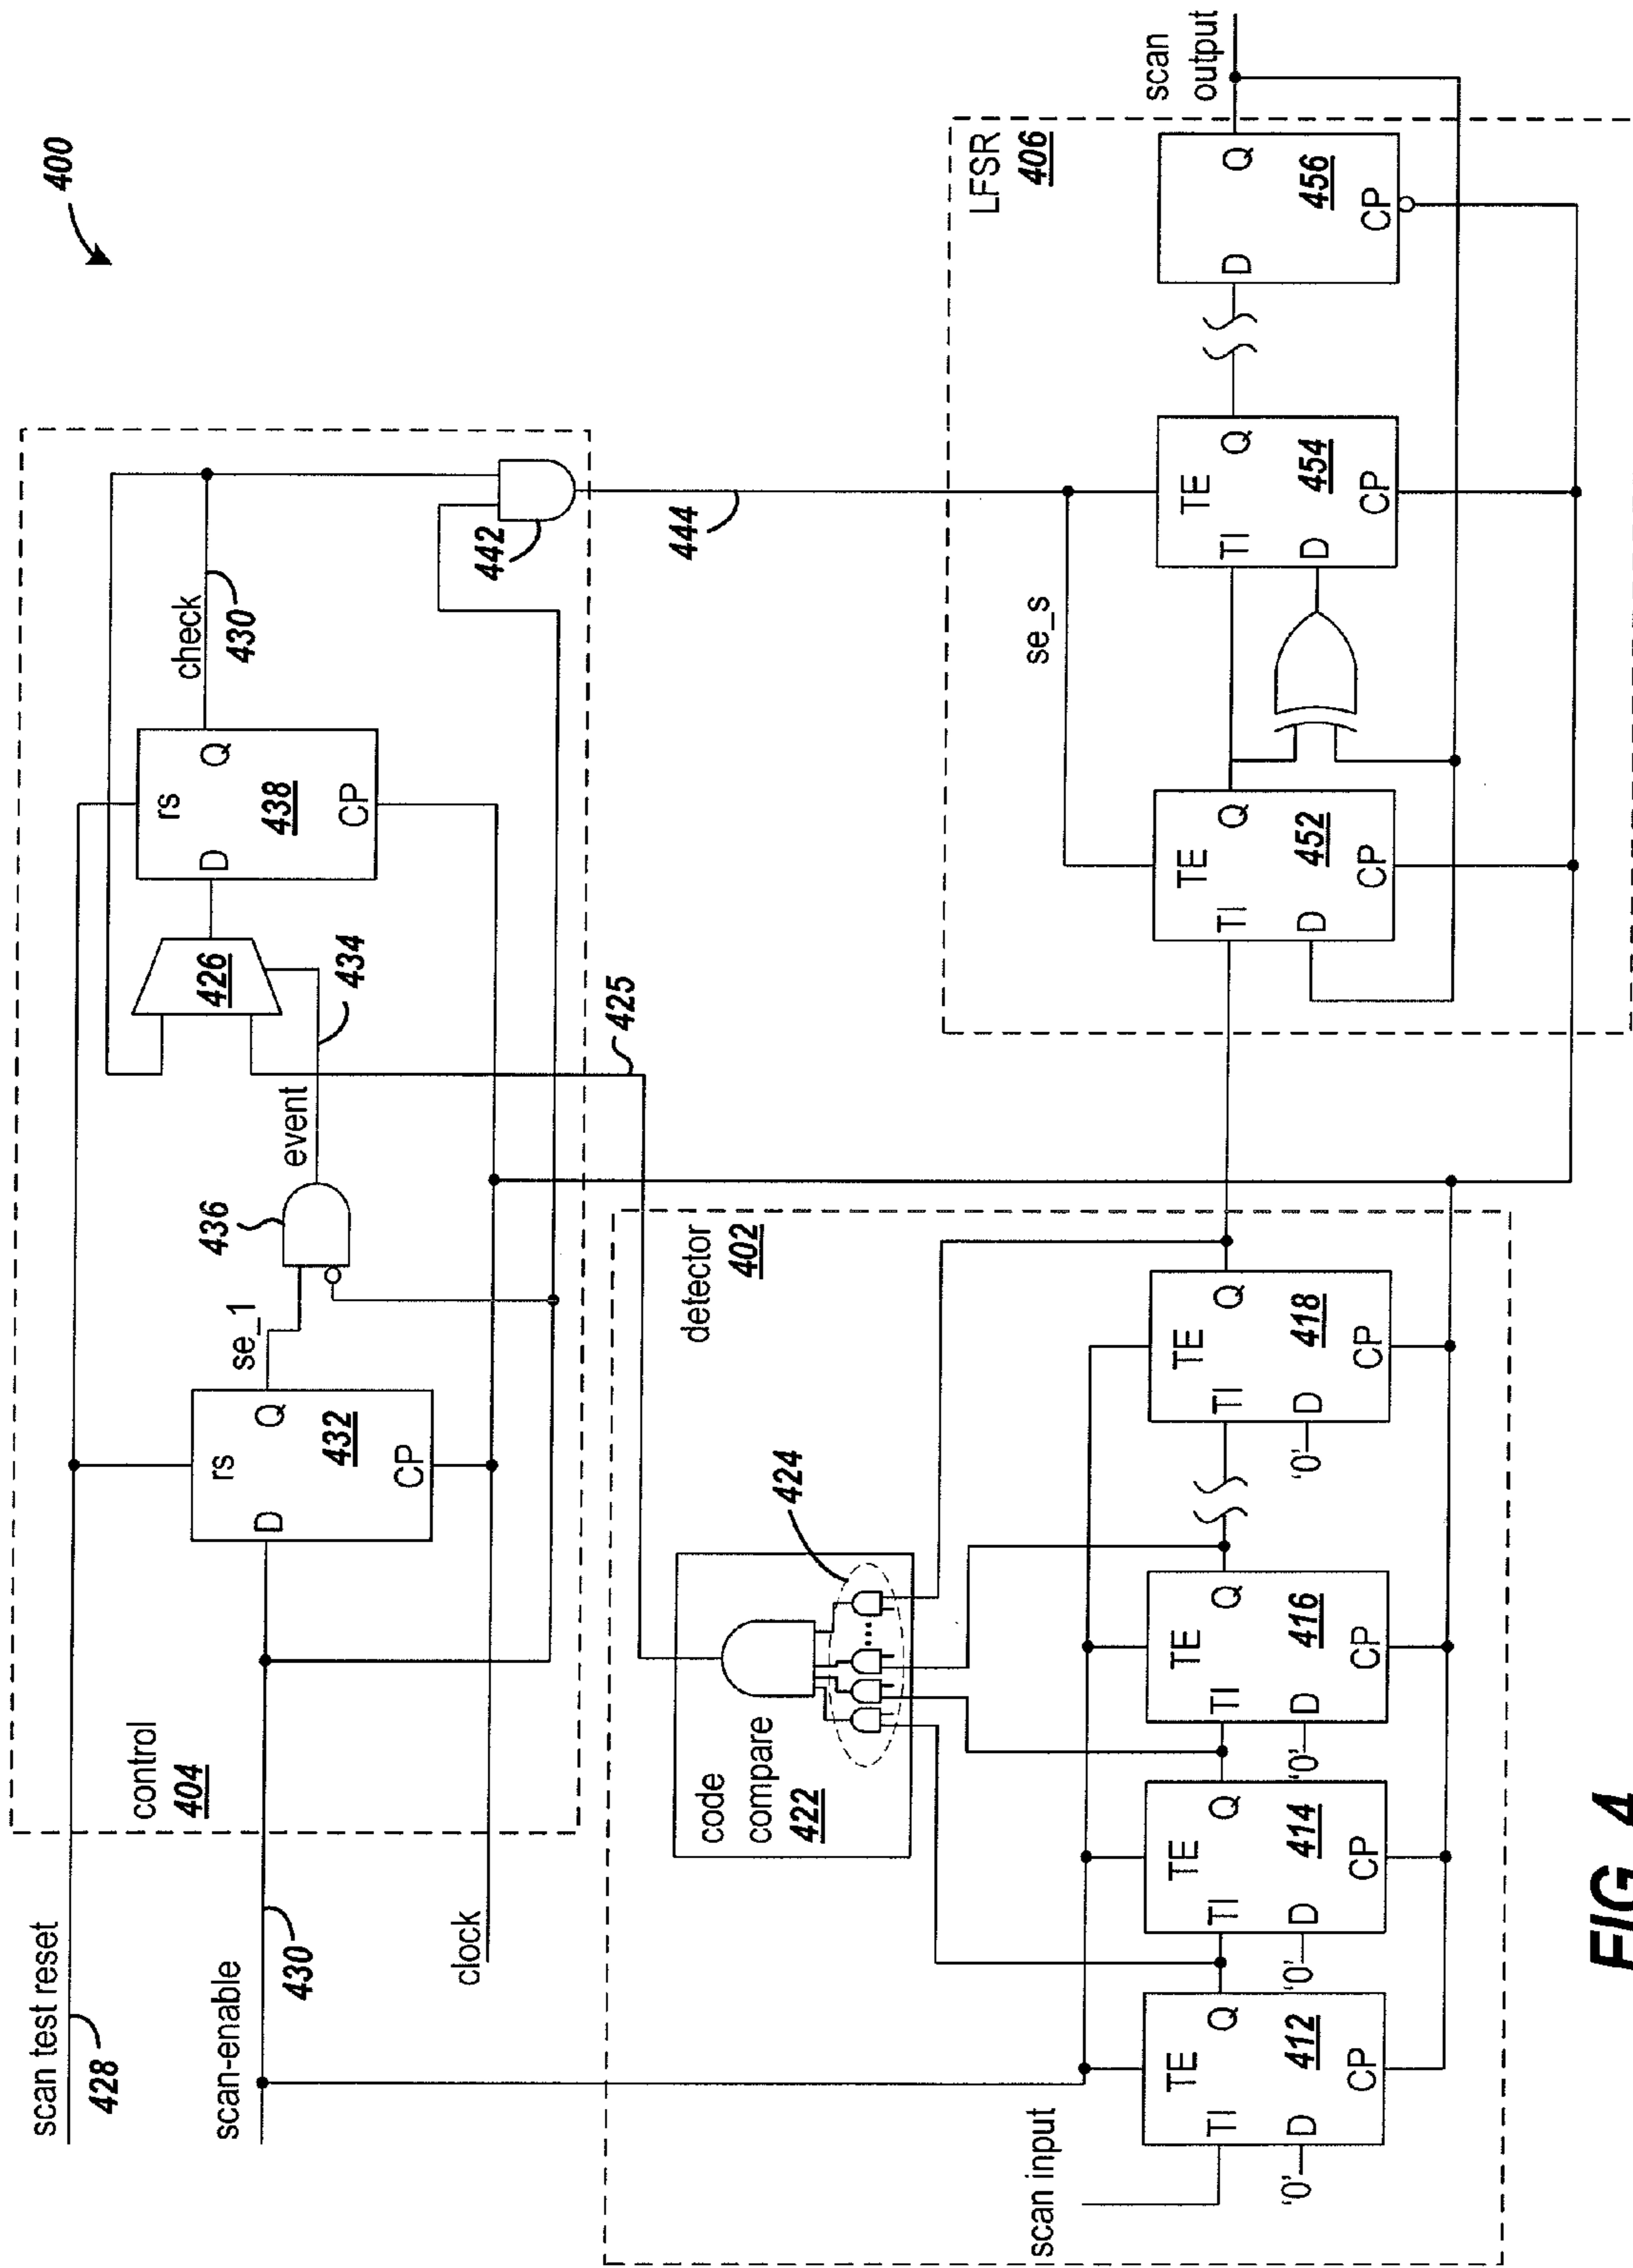 400
scan test reset
428
scan-enable
430
clock
control
404
D
rs
Q
432
CP
se_1
436
event
434
426
D
rs
Q
438
CP
check
430
442
425
444
detector
402
code
compare
422
424
scan input
TI
TE
Q
D
412
CP
'0'
TI
TE
Q
D
414
CP
'0'
TI
TE
Q
D
416
CP
'0'
TI
TE
Q
D
418
CP
'0'
LFSR
406
se_s
TI
TE
Q
D
452
CP
TI
TE
Q
D
454
CP
D
Q
456
CP
scan
output
FIG. 4